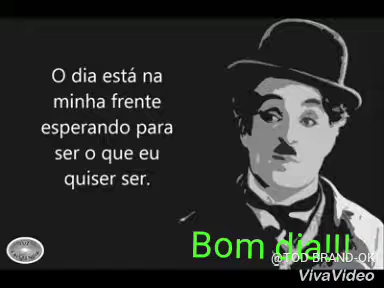 O dia está na
minha frente
esperando para
ser o que eu
quiser ser.
Bom dia!!!
@TOD BRAND-OK
VivaVideo